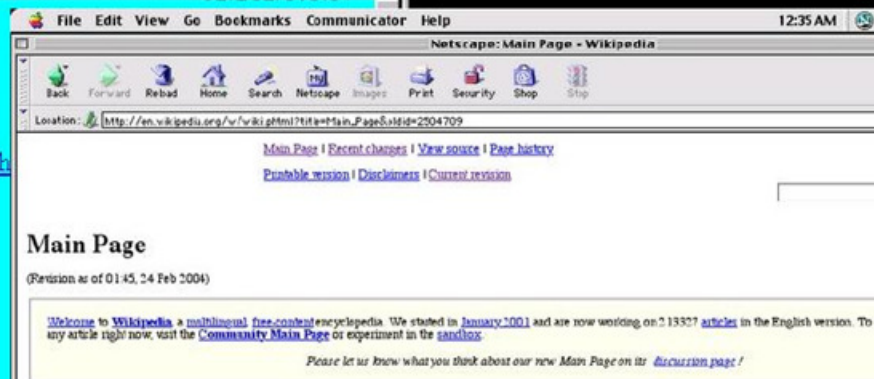 File Edit View Go Bookmarks Communicator Help 12:35 AM
Netscape: Main Page - Wikipedia
Back Forward Reload Home Search Netscape Images Print Security Shop Stop
Location: http://en.wikipedia.org/w/wiki.phtml?title=Main_Page&oldid=2504709
Main Page | Recent changes | View source | Page history
Printable version | Disclaimers | Current revision
Main Page
(Revision as of 01:45, 24 Feb 2004)
Welcome to Wikipedia, a multilingual, free-content encyclopedia. We started in January 2001 and are now working on 213327 articles in the English version. To
any article right now, visit the Community Main Page or experiment in the sandbox.
Please let us know what you think about our new Main Page on its discussion page!